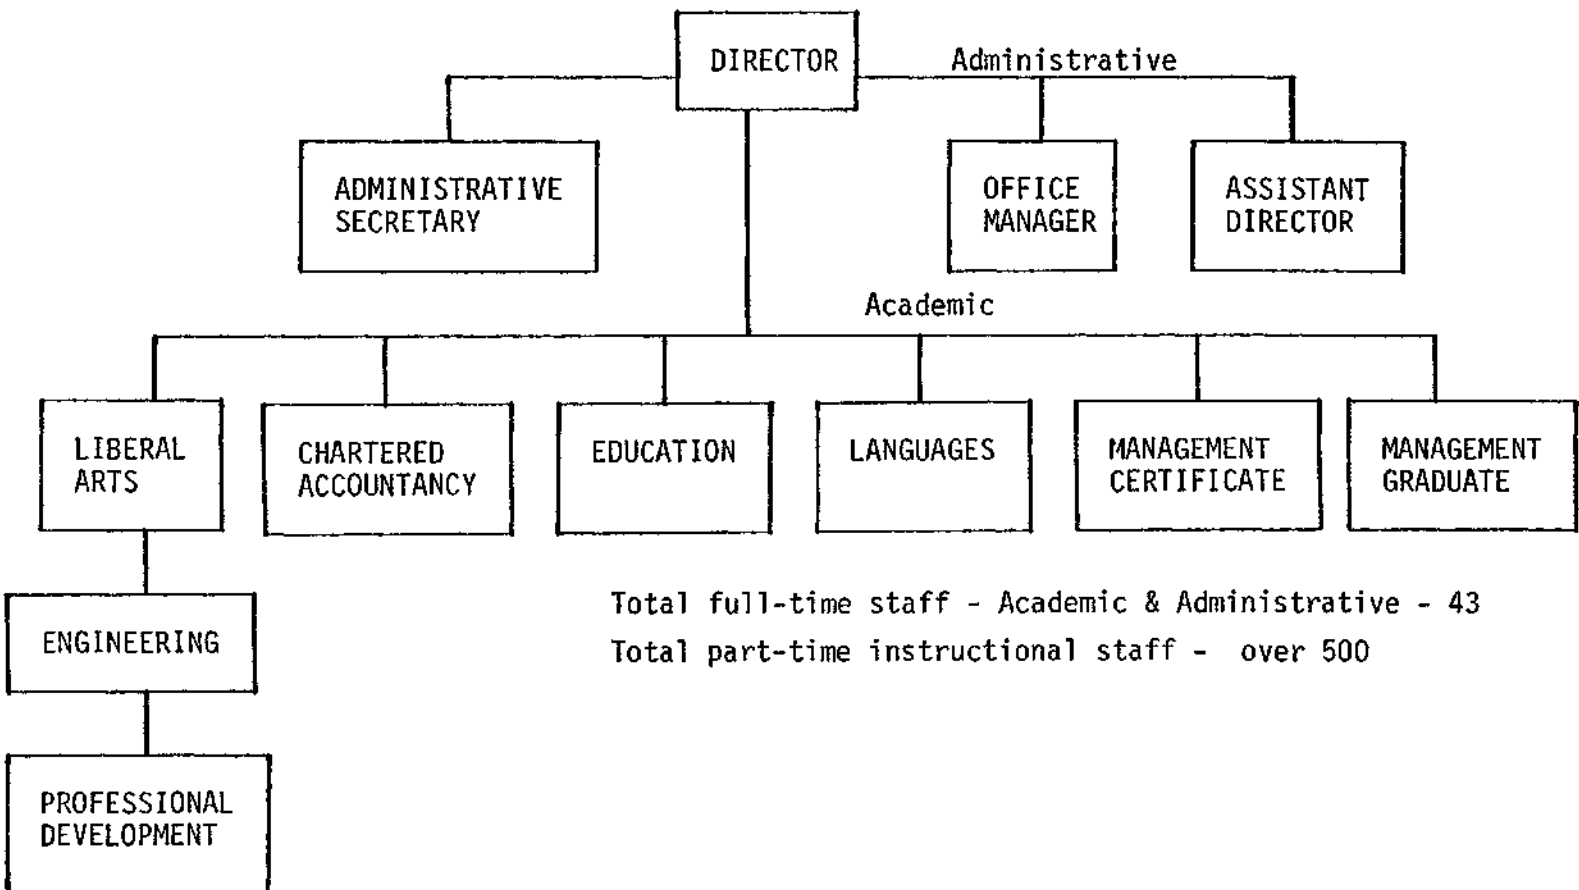 DIRECTOR
Administrative
ADMINISTRATIVE
SECRETARY
OFFICE
MANAGER
ASSISTANT
DIRECTOR
Academic
LIBERAL
ARTS
CHARTERED
ACCOUNTANCY
EDUCATION
LANGUAGES
MANAGEMENT
CERTIFICATE
MANAGEMENT
GRADUATE
ENGINEERING
PROFESSIONAL
DEVELOPMENT
Total full-time staff - Academic & Administrative - 43
Total part-time instructional staff - over 500